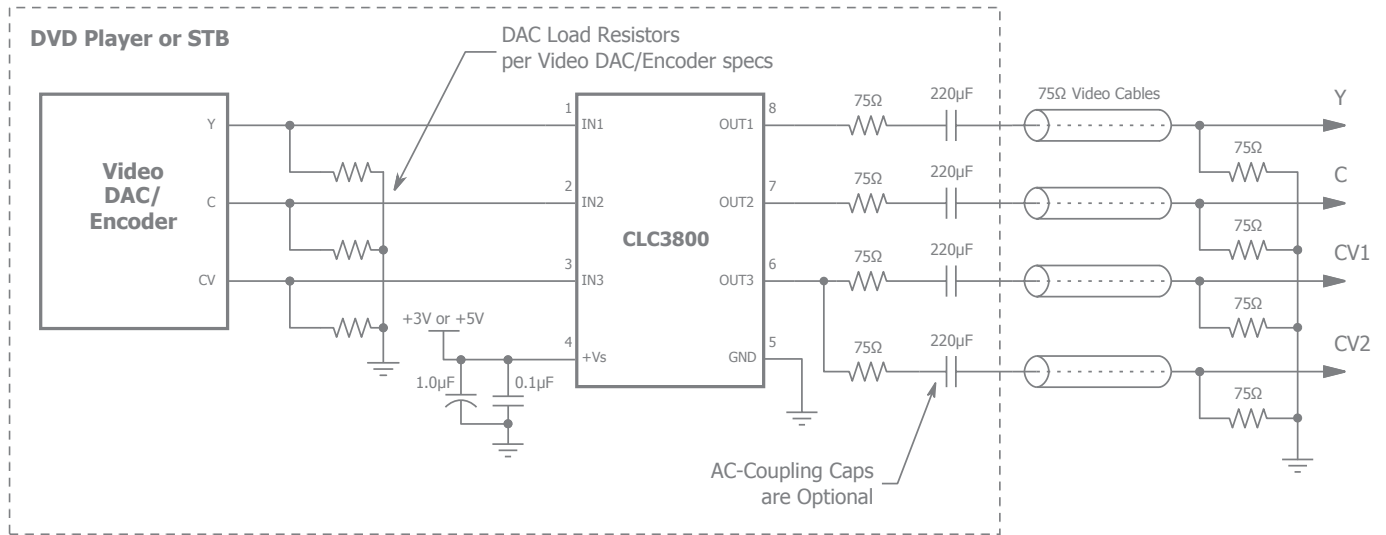 DVD Player or STB
DAC Load Resistors
per Video DAC/Encoder specs
Video
DAC/
Encoder
Y
C
CV
1
IN1
2
IN2
3
IN3
4
+Vs
CLC3800
8
OUT1
7
OUT2
6
OUT3
5
GND
+3V or +5V
1.0μF
0.1μF
75Ω
220μF
75Ω Video Cables
Y
75Ω
75Ω
220μF
C
75Ω
75Ω
220μF
CV1
75Ω
75Ω
220μF
CV2
75Ω
AC-Coupling Caps
are Optional